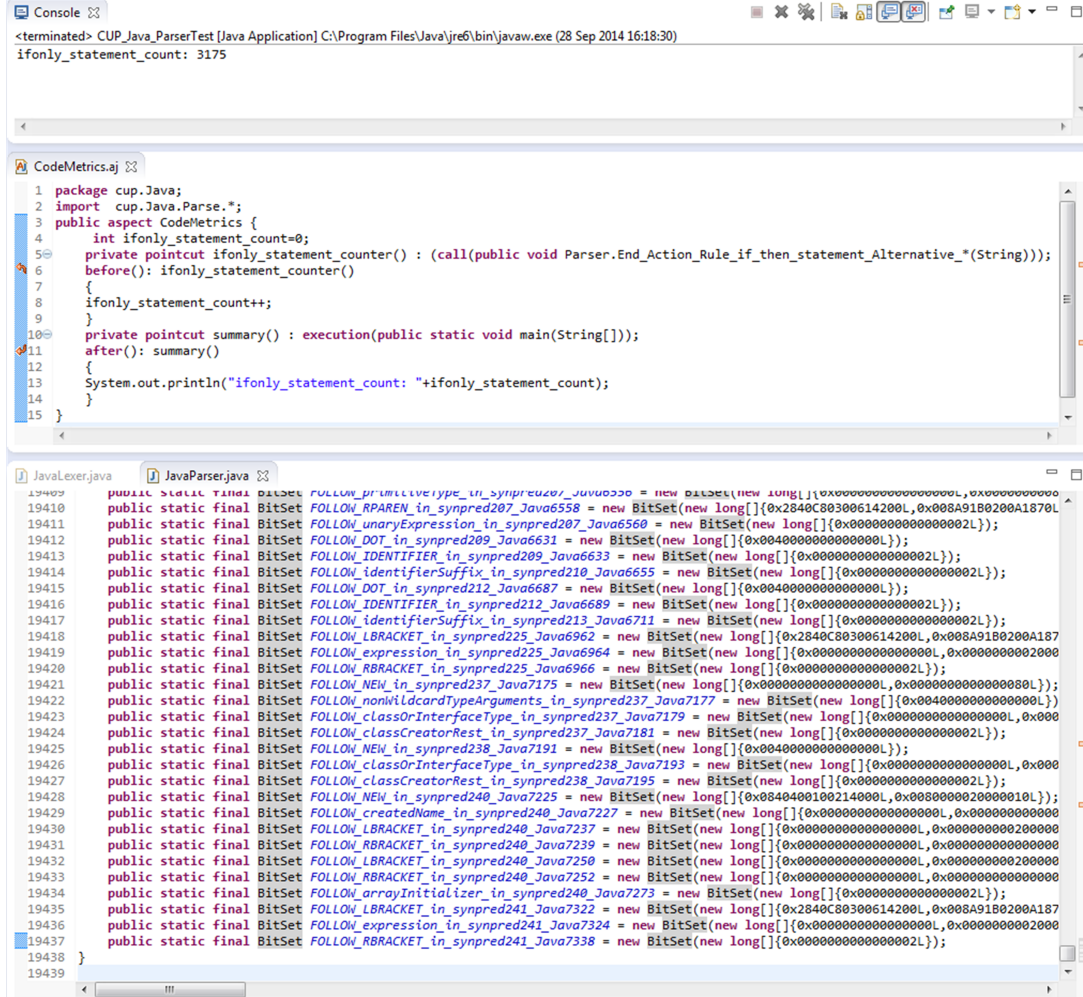 Console
<terminated> CUP_Java_ParserTest [Java Application] C:\Program Files\Java\jre6\bin\javaw.exe (28 Sep 2014 16:18:30)
ifonly_statement_count: 3175
CodeMetrics.aj
1 package cup.Java;
2 import  cup.Java.Parse.*;
3 public aspect CodeMetrics {
4     int ifonly_statement_count=0;
5    private pointcut ifonly_statement_counter() : (call(public void Parser.End_Action_Rule_if_then_statement_Alternative_*(String)));
6    before(): ifonly_statement_counter()
7    {
8    ifonly_statement_count++;
9    }
10    private pointcut summary() : execution(public static void main(String[]));
11    after(): summary()
12    {
13    System.out.println("ifonly_statement_count: "+ifonly_statement_count);
14    }
15 }
JavaLexer.java JavaParser.java
19409    public static final BitSet FOLLOW_primitiveType_in_synpred207_Java6556 = new BitSet(new long[]{0x0000000000000000L,0x00000000008
19410    public static final BitSet FOLLOW_RPAREN_in_synpred207_Java6558 = new BitSet(new long[]{0x2840C80300614200L,0x008A91B0200A1870L
19411    public static final BitSet FOLLOW_unaryExpression_in_synpred207_Java6560 = new BitSet(new long[]{0x0000000000000002L});
19412    public static final BitSet FOLLOW_DOT_in_synpred209_Java6631 = new BitSet(new long[]{0x0040000000000000L});
19413    public static final BitSet FOLLOW_IDENTIFIER_in_synpred209_Java6633 = new BitSet(new long[]{0x0000000000000002L});
19414    public static final BitSet FOLLOW_identifierSuffix_in_synpred210_Java6655 = new BitSet(new long[]{0x0000000000000002L});
19415    public static final BitSet FOLLOW_DOT_in_synpred212_Java6687 = new BitSet(new long[]{0x0040000000000000L});
19416    public static final BitSet FOLLOW_IDENTIFIER_in_synpred212_Java6689 = new BitSet(new long[]{0x0000000000000002L});
19417    public static final BitSet FOLLOW_identifierSuffix_in_synpred213_Java6711 = new BitSet(new long[]{0x0000000000000002L});
19418    public static final BitSet FOLLOW_LBRACKET_in_synpred225_Java6962 = new BitSet(new long[]{0x2840C80300614200L,0x008A91B0200A187
19419    public static final BitSet FOLLOW_expression_in_synpred225_Java6964 = new BitSet(new long[]{0x0000000000000000L,0x0000000002000
19420    public static final BitSet FOLLOW_RBRACKET_in_synpred225_Java6966 = new BitSet(new long[]{0x0000000000000002L});
19421    public static final BitSet FOLLOW_NEW_in_synpred237_Java7175 = new BitSet(new long[]{0x0000000000000000L,0x0000000000000080L});
19422    public static final BitSet FOLLOW_nonWildcardTypeArguments_in_synpred237_Java7177 = new BitSet(new long[]{0x0040000000000000L})
19423    public static final BitSet FOLLOW_classOrInterfaceType_in_synpred237_Java7179 = new BitSet(new long[]{0x0000000000000000L,0x000
19424    public static final BitSet FOLLOW_classCreatorRest_in_synpred237_Java7181 = new BitSet(new long[]{0x0000000000000002L});
19425    public static final BitSet FOLLOW_NEW_in_synpred238_Java7191 = new BitSet(new long[]{0x0040000000000000L});
19426    public static final BitSet FOLLOW_classOrInterfaceType_in_synpred238_Java7193 = new BitSet(new long[]{0x0000000000000000L,0x000
19427    public static final BitSet FOLLOW_classCreatorRest_in_synpred238_Java7195 = new BitSet(new long[]{0x0000000000000002L});
19428    public static final BitSet FOLLOW_NEW_in_synpred240_Java7225 = new BitSet(new long[]{0x0840400100214000L,0x0080000020000010L});
19429    public static final BitSet FOLLOW_createdName_in_synpred240_Java7227 = new BitSet(new long[]{0x0000000000000000L,0x000000000000
19430    public static final BitSet FOLLOW_LBRACKET_in_synpred240_Java7237 = new BitSet(new long[]{0x0000000000000000L,0x000000000200000
19431    public static final BitSet FOLLOW_RBRACKET_in_synpred240_Java7239 = new BitSet(new long[]{0x0000000000000000L,0x000000000000000
19432    public static final BitSet FOLLOW_LBRACKET_in_synpred240_Java7250 = new BitSet(new long[]{0x0000000000000000L,0x000000000200000
19433    public static final BitSet FOLLOW_RBRACKET_in_synpred240_Java7252 = new BitSet(new long[]{0x0000000000000000L,0x000000000000000
19434    public static final BitSet FOLLOW_arrayInitializer_in_synpred240_Java7273 = new BitSet(new long[]{0x0000000000000002L});
19435    public static final BitSet FOLLOW_LBRACKET_in_synpred241_Java7322 = new BitSet(new long[]{0x2840C80300614200L,0x008A91B0200A187
19436    public static final BitSet FOLLOW_expression_in_synpred241_Java7324 = new BitSet(new long[]{0x0000000000000000L,0x0000000002000
19437    public static final BitSet FOLLOW_RBRACKET_in_synpred241_Java7338 = new BitSet(new long[]{0x0000000000000002L});
19438 }
19439